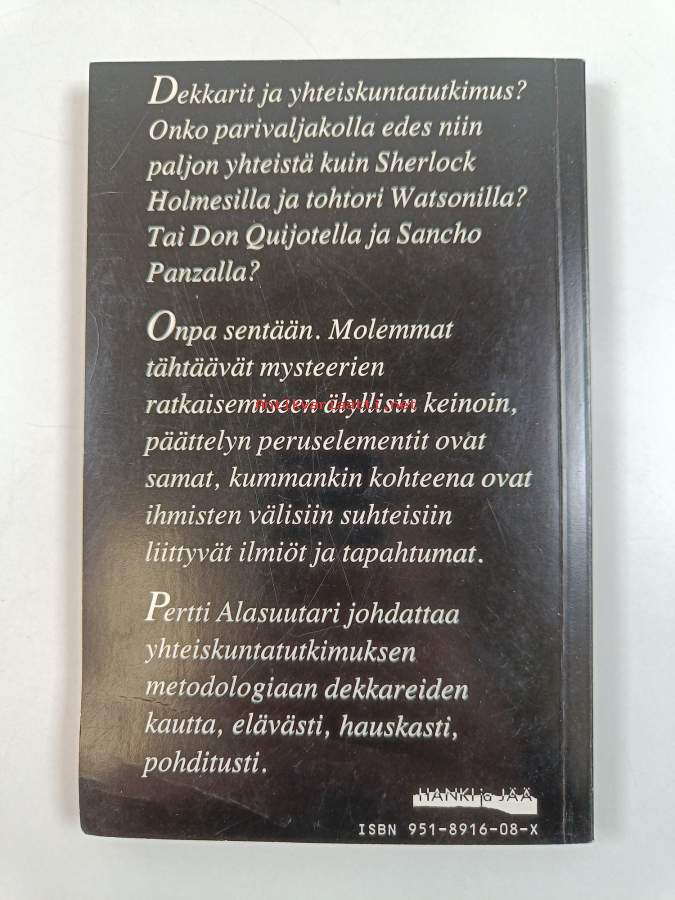 Dekkarit ja yhteiskuntatutkimus?
Onko parivaljakolla edes niin
paljon yhteistä kuin Sherlock
Holmesilla ja tohtori Watsonilla?
Tai Don Quijotella ja Sancho
Panzalla?
Onpa sentään. Molemmat
tähtäävät mysteerien
ratkaisemiseen älyllisin keinoin,
Antikvariaatti.net
päättelyn peruselementit ovat
samat, kummankin kohteena ovat
ihmisten välisiin suhteisiin
liittyvät ilmiöt ja tapahtumat.
Pertti Alasuutari johdattaa
yhteiskuntatutkimuksen
metodologiaan dekkareiden
kautta, elävästi, hauskasti,
pohditusti.
HANKI ja JÄÄ
ISBN 951-8916-08-X